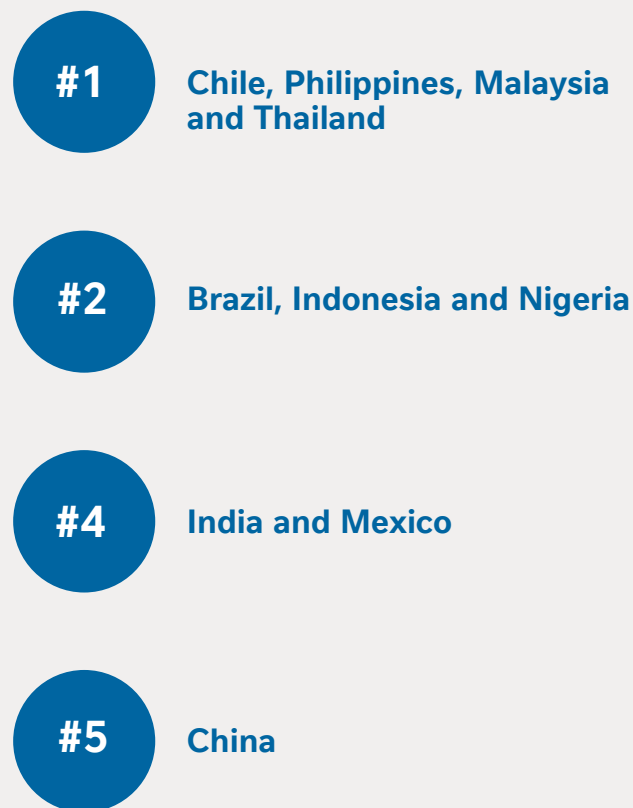 #1
Chile, Philippines, Malaysia
and Thailand
#2
Brazil, Indonesia and Nigeria
#4
India and Mexico
#5
China